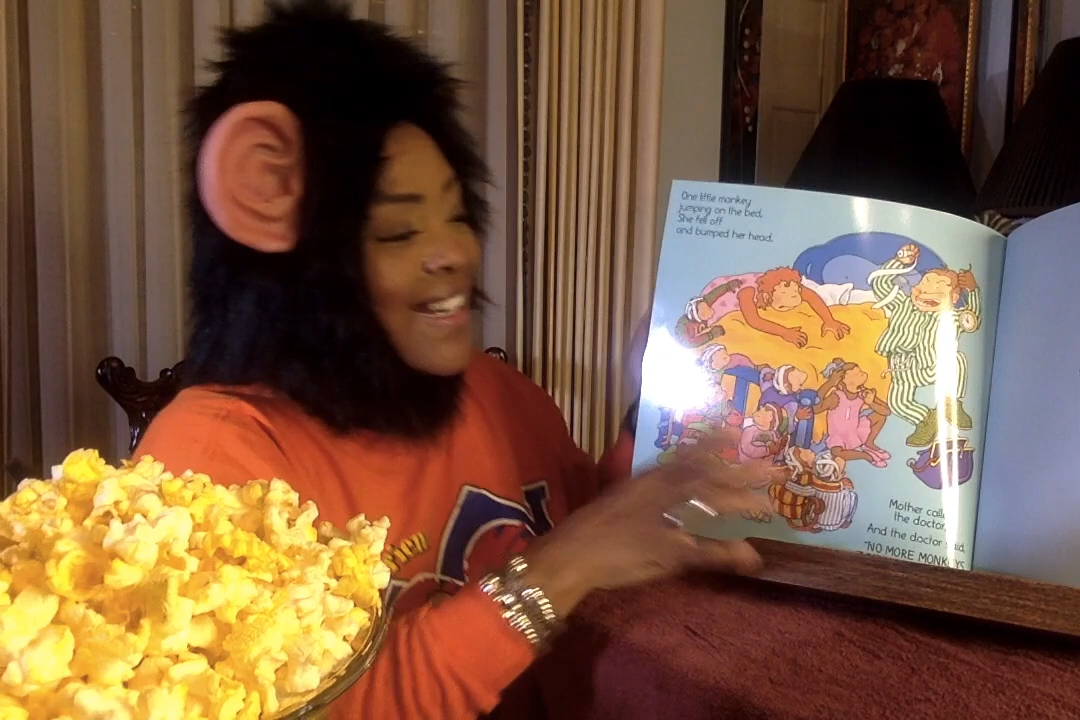 One little monkey
jumping on the bed.
She fell off
and bumped her head.
Mother
the doctor.
And the doctor
"NO MORE